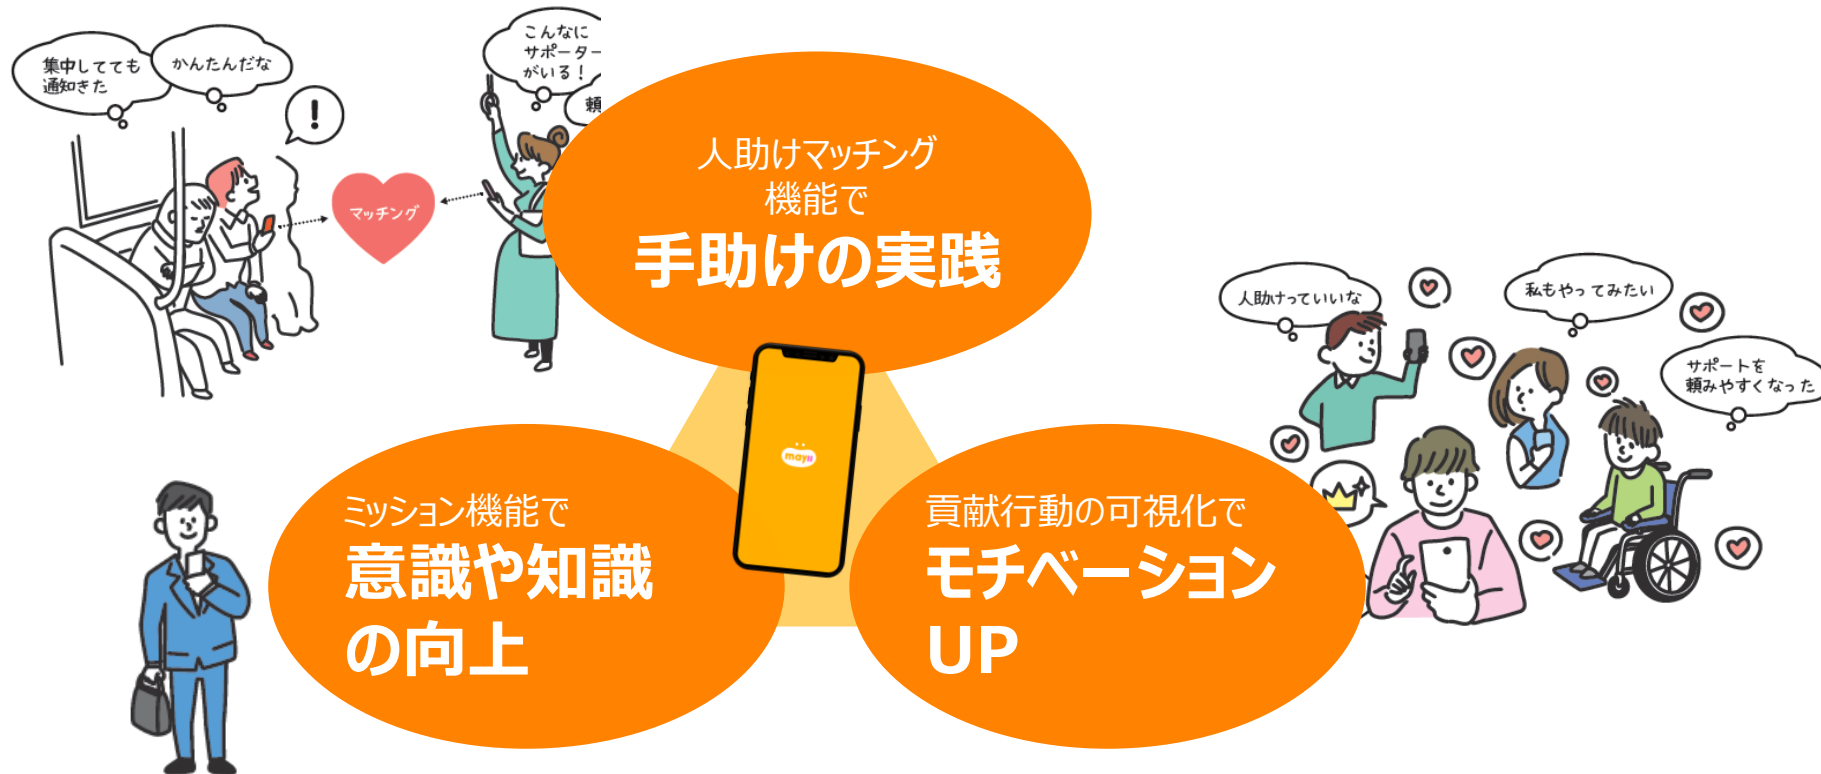 集中してても
通知きた
かんたんだな
!
マッチング
こんなに
サポーター
がいる!
頼
人助けマッチング
機能で
手助けの実践
mayii
ミッション機能で
意識や知識
の向上
貢献行動の可視化で
モチベーション
UP
人助けっていいな
私もやってみたい
サポートを
頼みやすくなった